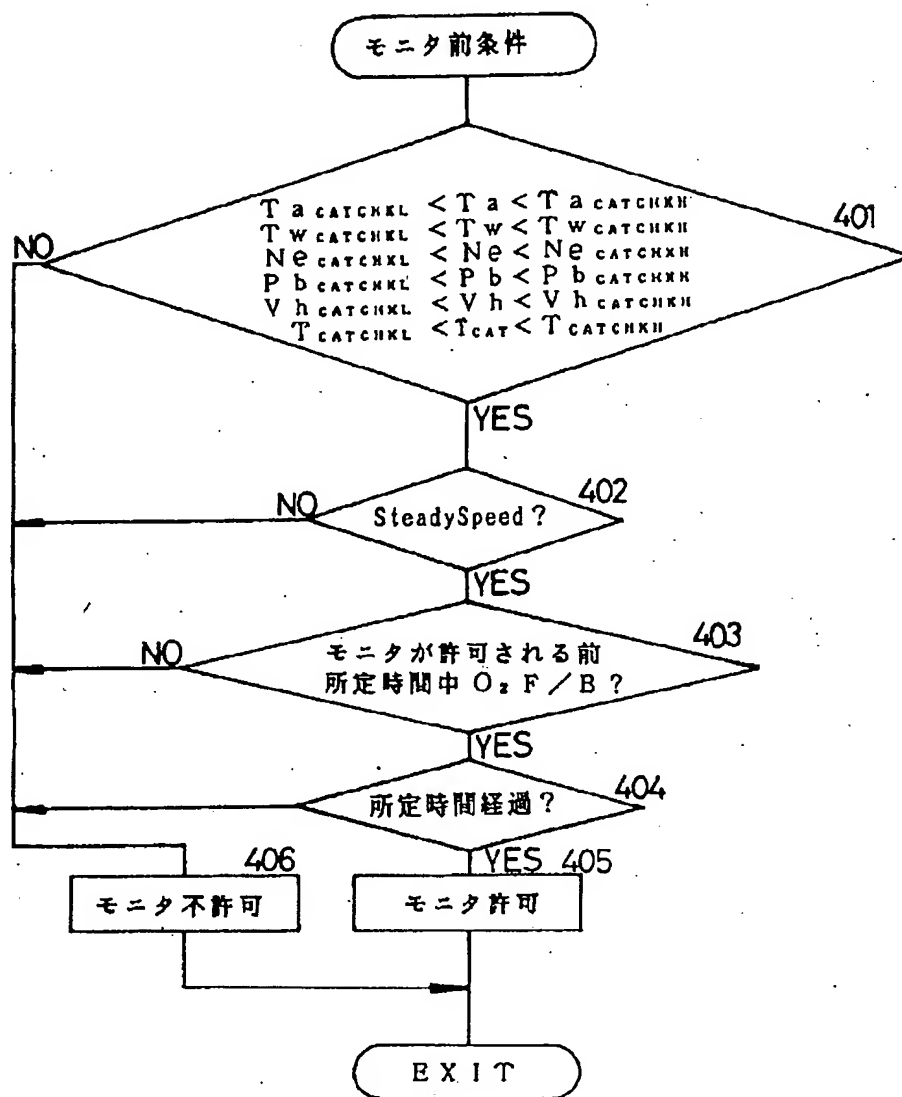 モニタ前条件
Ta CATCHKL < Ta < Ta CATCHKH
Tw CATCHKL < Tw < Tw CATCHKH
Ne CATCHKL < Ne < Ne CATCHKH
Pb CATCHKL < Pb < Pb CATCHKH
Vh CATCHKL < Vh < Vh CATCHKH
T CATCHKL < TCAT < T CATCHKH
401
NO
YES
402
NO
SteadySpeed?
YES
403
NO
モニタが許可される前
所定時間中O₂F/B?
YES
404
所定時間経過?
YES
406
405
モニタ不許可
モニタ許可
EXIT